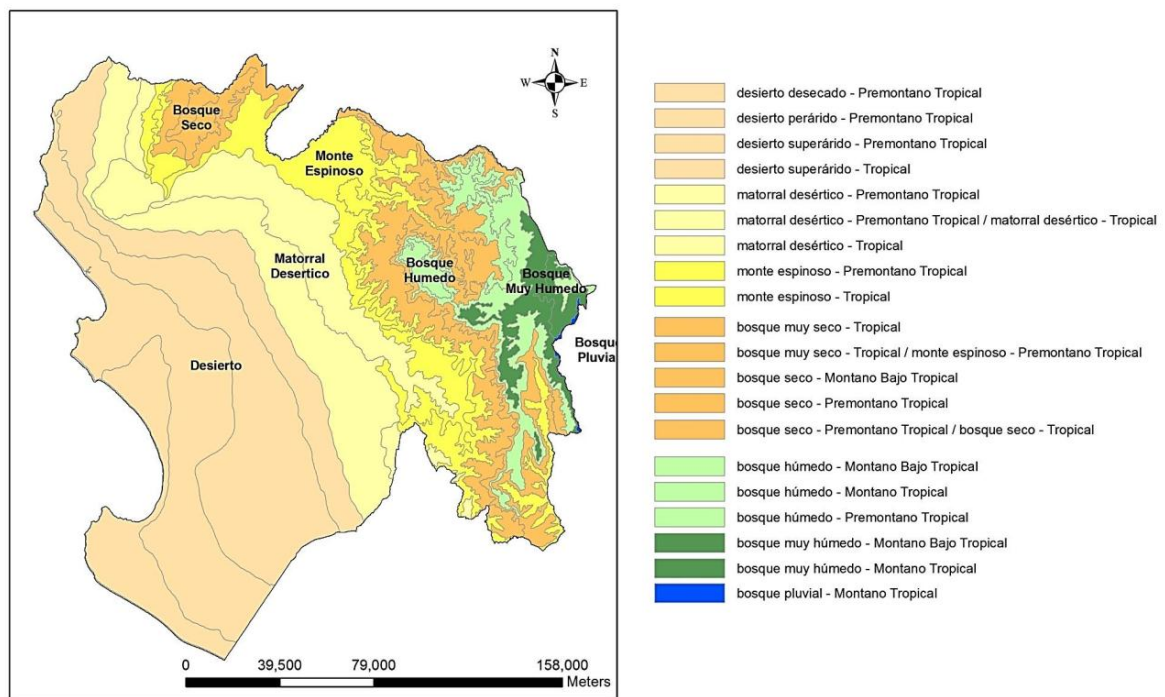 N
W E
S
Bosque
Seco
Monte
Espinoso
Matorral
Desertico
Bosque
Humedo
Bosque
Muy Humedo
Bosque
Pluvia
Desierto
0 39,500 79,000 158,000
Meters
desierto desecado - Premontano Tropical
desierto perárido - Premontano Tropical
desierto superárido - Premontano Tropical
desierto superárido - Tropical
matorral desértico - Premontano Tropical
matorral desértico - Premontano Tropical / matorral desértico - Tropical
matorral desértico - Tropical
monte espinoso - Premontano Tropical
monte espinoso - Tropical
bosque muy seco - Tropical
bosque muy seco - Tropical / monte espinoso - Premontano Tropical
bosque seco - Montano Bajo Tropical
bosque seco - Premontano Tropical
bosque seco - Premontano Tropical / bosque seco - Tropical
bosque húmedo - Montano Bajo Tropical
bosque húmedo - Montano Tropical
bosque húmedo - Premontano Tropical
bosque muy húmedo - Montano Bajo Tropical
bosque muy húmedo - Montano Tropical
bosque pluvial - Montano Tropical